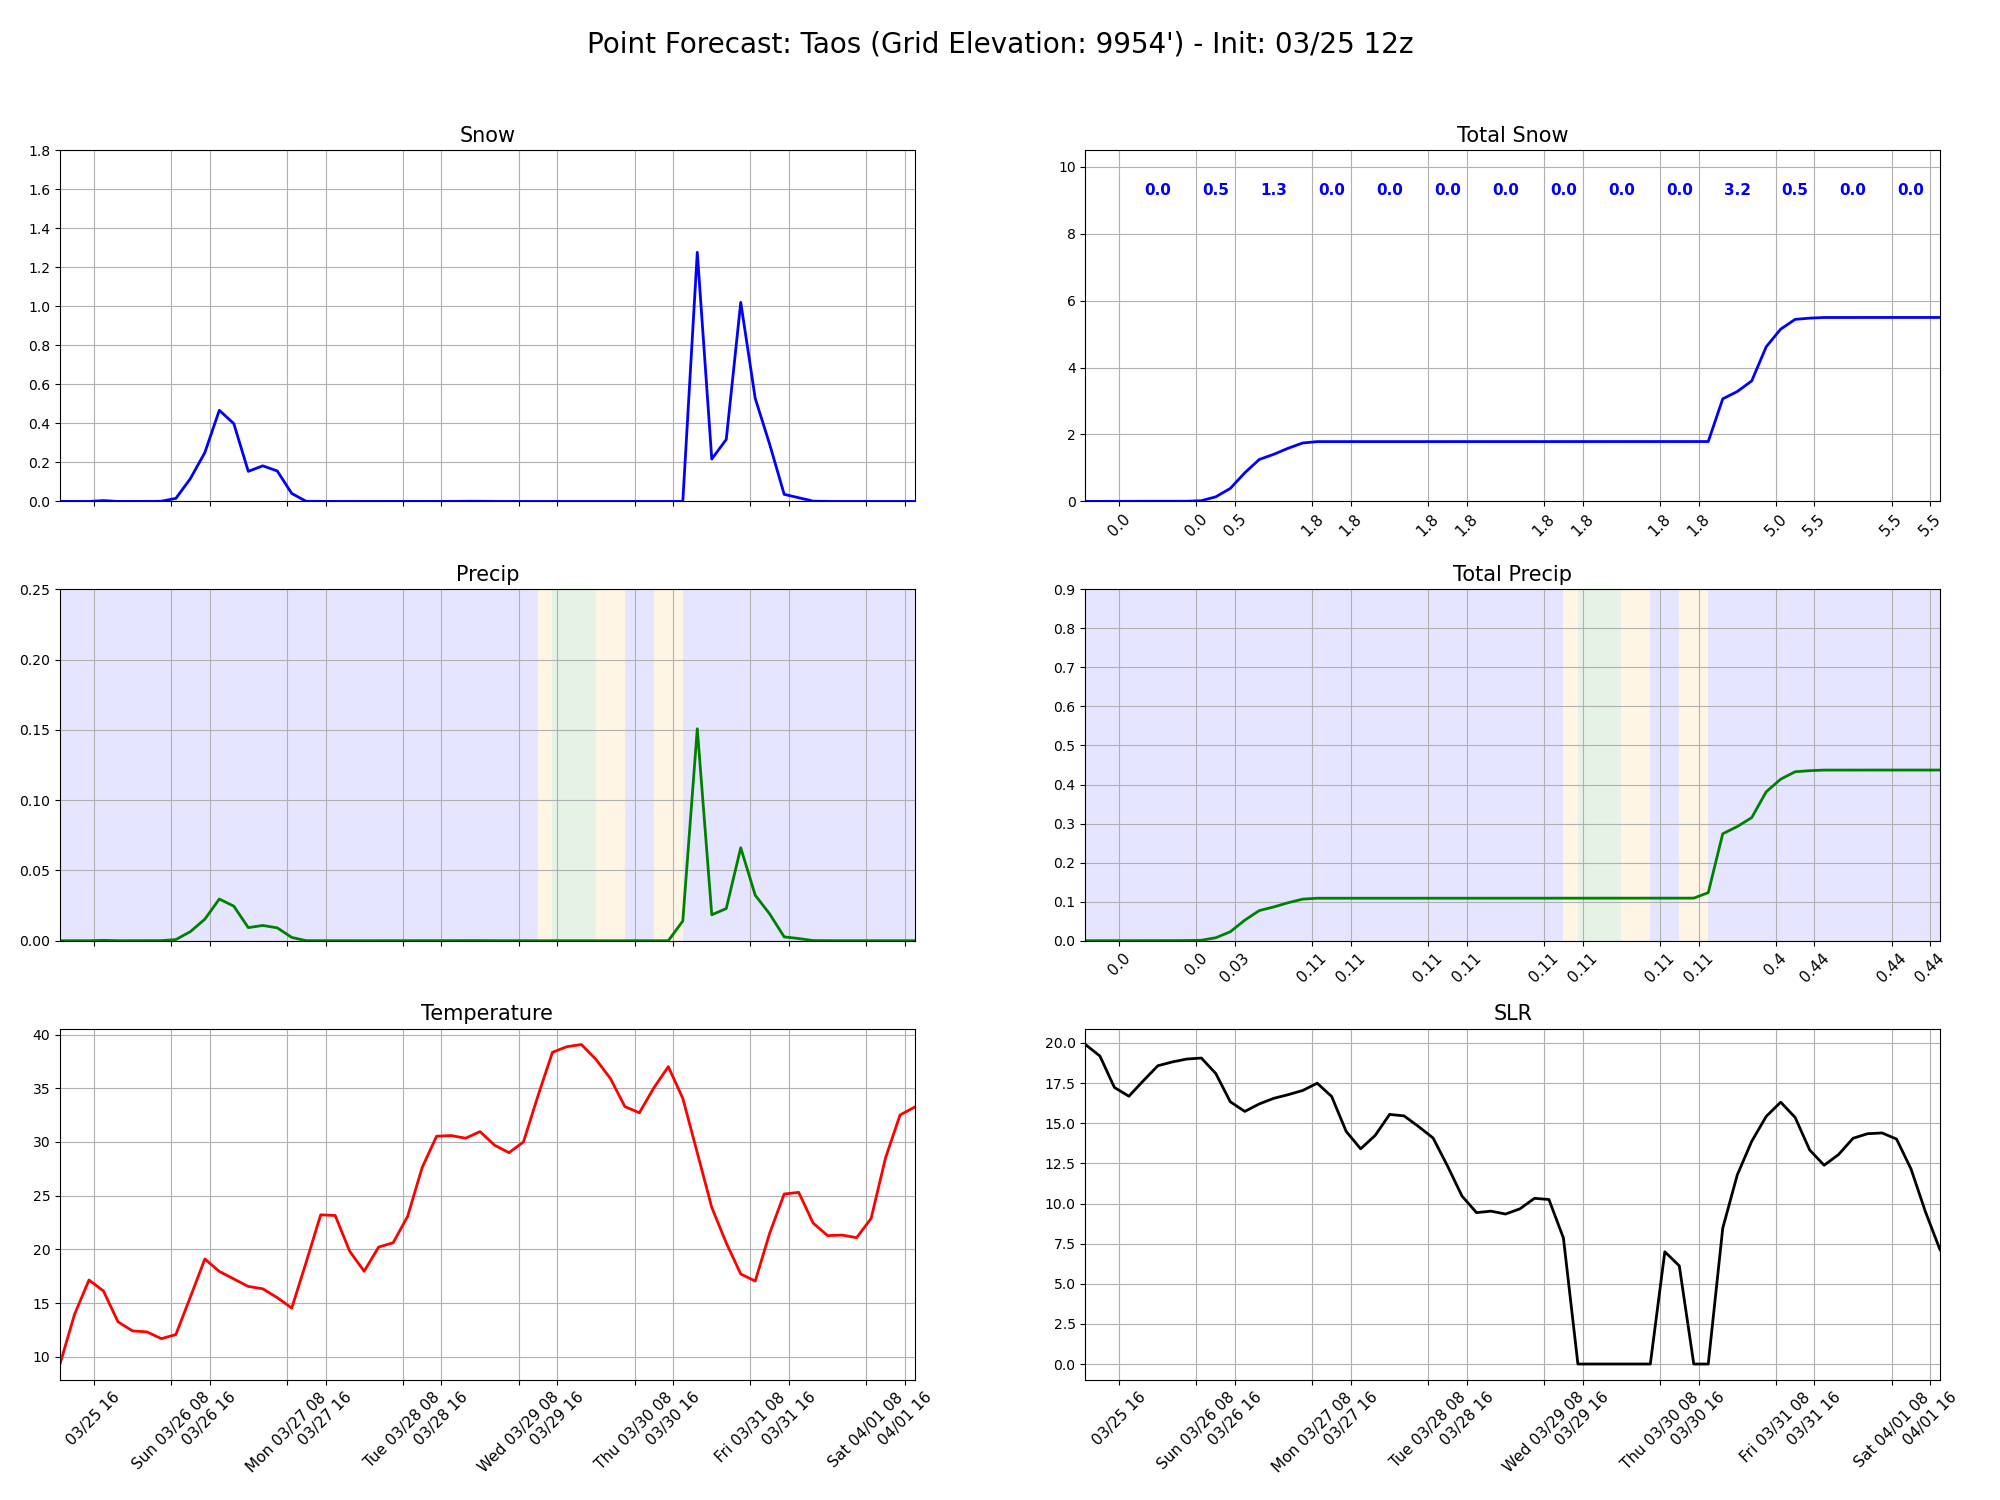 Point Forecast: Taos (Grid Elevation: 9954') - Init: 03/25 12z
Snow
1.8
1.6
1.4
1.2
1.0
0.8
0.6
0.4
0.2
0.0
Total Snow
10
8
6
4
2
0
0.0 0.5 1.3 0.0 0.0 0.0 0.0 0.0 0.0 0.0 3.2 0.5 0.0 0.0
0.0 0.0 0.5 1.8 1.8 1.8 1.8 1.8 1.8 1.8 1.8 5.0 5.5 5.5 5.5
Precip
0.25
0.20
0.15
0.10
0.05
0.00
Total Precip
0.9
0.8
0.7
0.6
0.5
0.4
0.3
0.2
0.1
0.0
0.0 0.0 0.03 0.11 0.11 0.11 0.11 0.11 0.11 0.11 0.11 0.4 0.44 0.44 0.44
Temperature
40
35
30
25
20
15
10
03/25 16
Sun 03/26 08
03/26 16
Mon 03/27 08
03/27 16
Tue 03/28 08
03/28 16
Wed 03/29 08
03/29 16
Thu 03/30 08
03/30 16
Fri 03/31 08
03/31 16
Sat 04/01 08
04/01 16
SLR
20.0
17.5
15.0
12.5
10.0
7.5
5.0
2.5
0.0
03/25 16
Sun 03/26 08
03/26 16
Mon 03/27 08
03/27 16
Tue 03/28 08
03/28 16
Wed 03/29 08
03/29 16
Thu 03/30 08
03/30 16
Fri 03/31 08
03/31 16
Sat 04/01 08
04/01 16